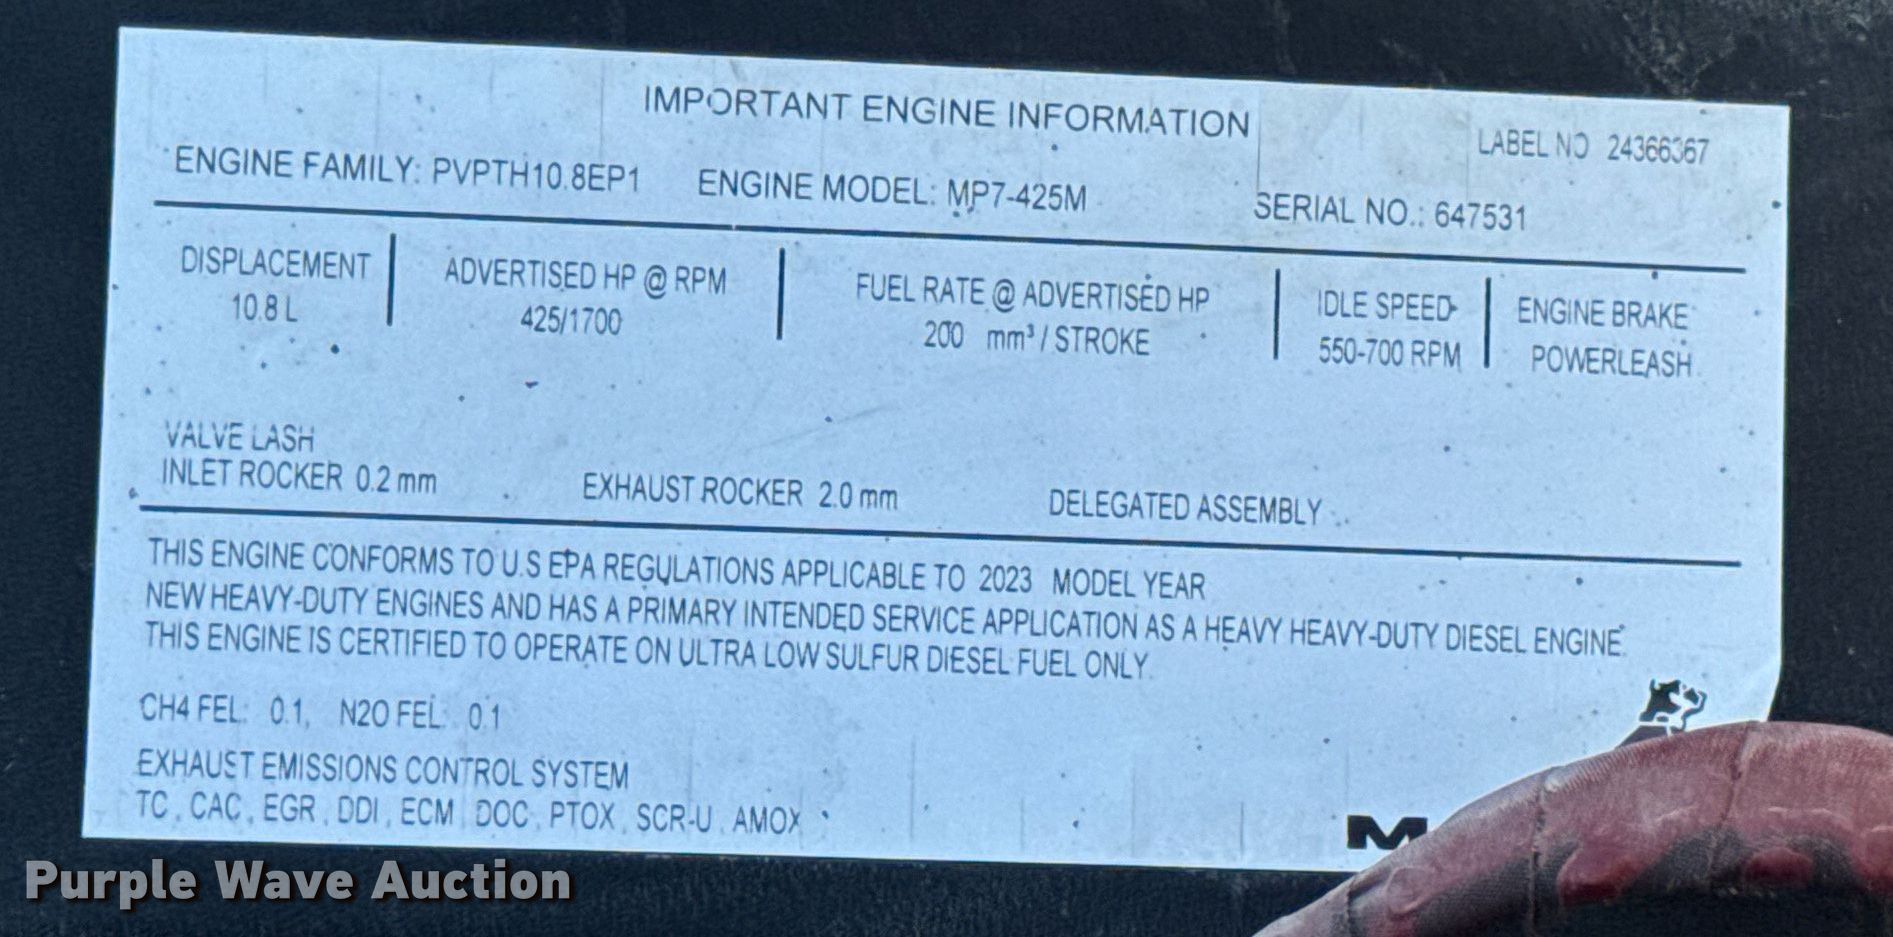 IMPORTANT ENGINE INFORMATION
LABEL NO 24366367
ENGINE FAMILY: PVPTH10.8EP1 ENGINE MODEL: MP7-425M SERIAL NO.: 647531
DISPLACEMENT
10.8 L
ADVERTISED HP @ RPM
425/1700
FUEL RATE @ ADVERTISED HP
200 mm³ / STROKE
IDLE SPEED
550-700 RPM
ENGINE BRAKE
POWERLEASH
VALVE LASH
INLET ROCKER 0.2 mm EXHAUST ROCKER 2.0 mm DELEGATED ASSEMBLY
THIS ENGINE CONFORMS TO U.S EPA REGULATIONS APPLICABLE TO 2023 MODEL YEAR
NEW HEAVY-DUTY ENGINES AND HAS A PRIMARY INTENDED SERVICE APPLICATION AS A HEAVY HEAVY-DUTY DIESEL ENGINE.
THIS ENGINE IS CERTIFIED TO OPERATE ON ULTRA LOW SULFUR DIESEL FUEL ONLY.
CH4 FEL: 0.1, N2O FEL: 0.1
EXHAUST EMISSIONS CONTROL SYSTEM
TC, CAC, EGR, DDI, ECM, DOC, PTOX, SCR-U, AMOX
Purple Wave Auction